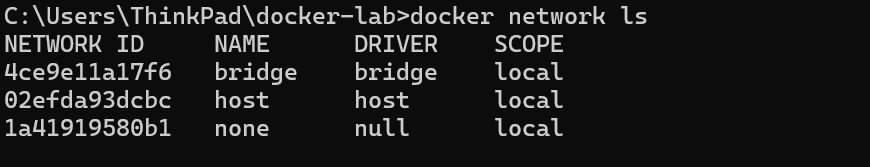 C:\Users\ThinkPad\docker-lab>docker network ls
NETWORK ID     NAME      DRIVER    SCOPE
4ce9e11a17f6   bridge    bridge    local
02efda93dcbc   host      host      local
1a41919580b1   none      null      local